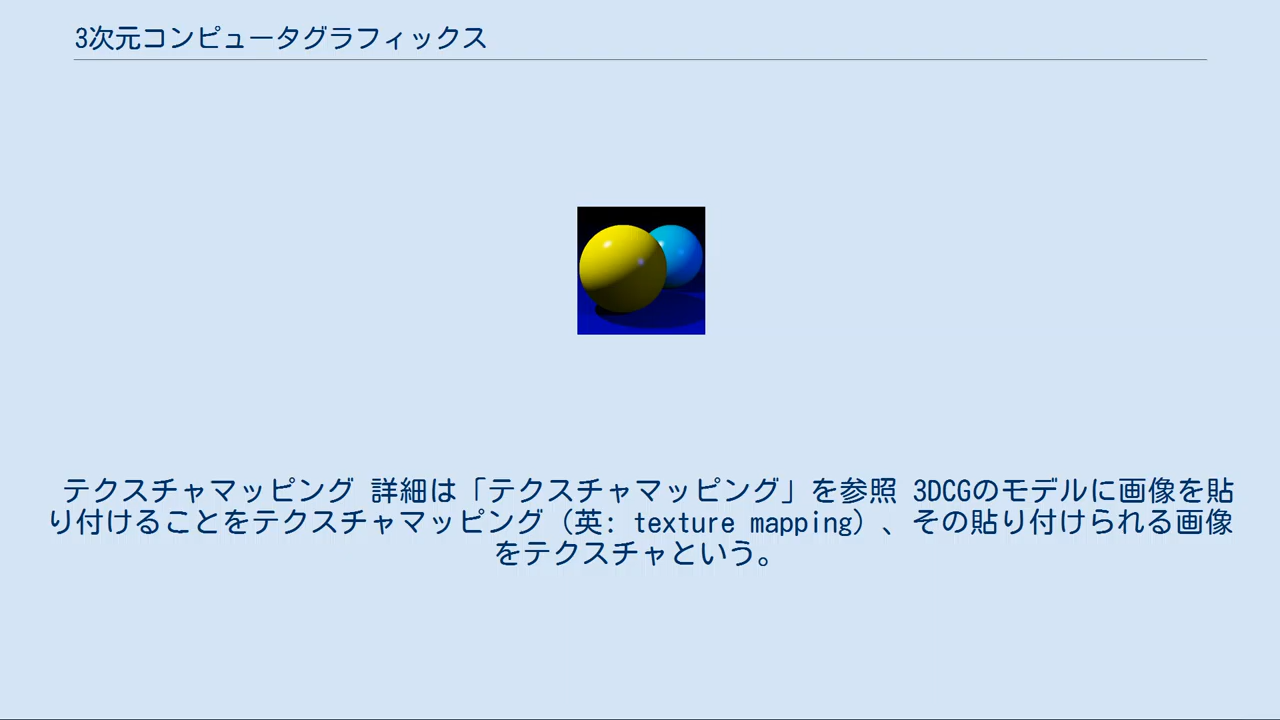 3次元コンピュータグラフィックス
テクスチャマッピング 詳細は「テクスチャマッピング」を参照 3DCGのモデルに画像を貼
り付けることをテクスチャマッピング（英: texture mapping）、その貼り付けられる画像
をテクスチャという。